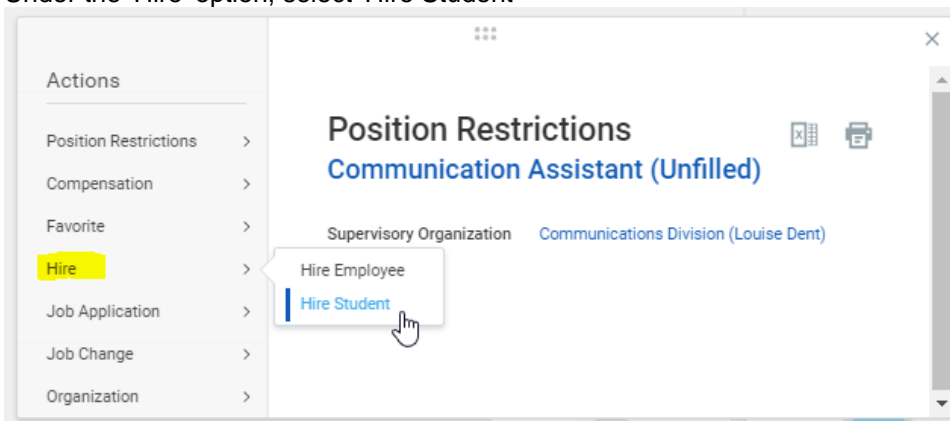 Under the 'Hire' option, select 'Hire Student'
Actions
Position Restrictions
Compensation
Favorite
Hire
Job Application
Job Change
Organization
Hire Employee
Hire Student
Position Restrictions
Communication Assistant (Unfilled)
Supervisory Organization Communications Division (Louise Dent)